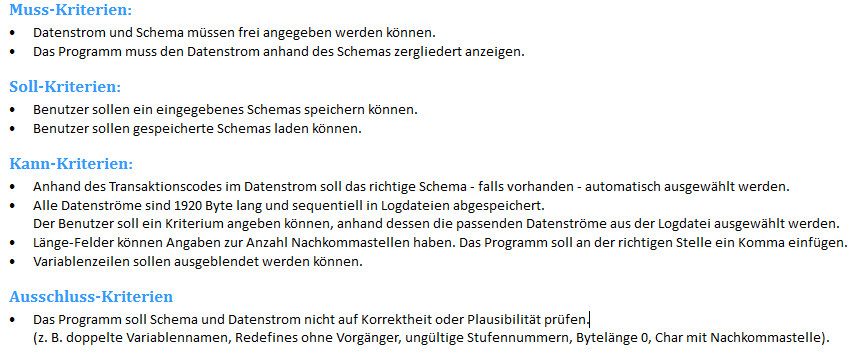 Muss-Kriterien:
• Datenstrom und Schema müssen frei angegeben werden können.
• Das Programm muss den Datenstrom anhand des Schemas zergliedert anzeigen.
Soll-Kriterien:
• Benutzer sollen ein eingegebenes Schemas speichern können.
• Benutzer sollen gespeicherte Schemas laden können.
Kann-Kriterien:
• Anhand des Transaktionscodes im Datenstrom soll das richtige Schema - falls vorhanden - automatisch ausgewählt werden.
• Alle Datenströme sind 1920 Byte lang und sequentiell in Logdateien abgespeichert.
Der Benutzer soll ein Kriterium angeben können, anhand dessen die passenden Datenströme aus der Logdatei ausgewählt werden.
• Länge-Felder können Angaben zur Anzahl Nachkommastellen haben. Das Programm soll an der richtigen Stelle ein Komma einfügen.
• Variablenzeilen sollen ausgeblendet werden können.
Ausschluss-Kriterien
• Das Programm soll Schema und Datenstrom nicht auf Korrektheit oder Plausibilität prüfen.
(z. B. doppelte Variablennamen, Redefines ohne Vorgänger, ungültige Stufennummern, Bytelänge 0, Char mit Nachkommastelle).